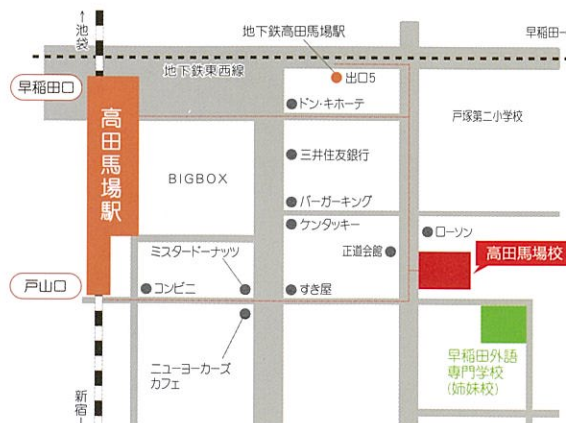 ↑池袋
地下鉄高田馬場駅
早稲田→
地下鉄東西線
出口5
早稲田口
ドン・キホーテ
戸塚第二小学校
高田馬場駅
三井住友銀行
BIGBOX
バーガーキング
ケンタッキー
ローソン
ミスタードーナッツ
正道会館
高田馬場校
戸山口
コンビニ
すき屋
早稲田外語
専門学校
(姉妹校)
ニューヨーカーズ
カフェ
新宿↓